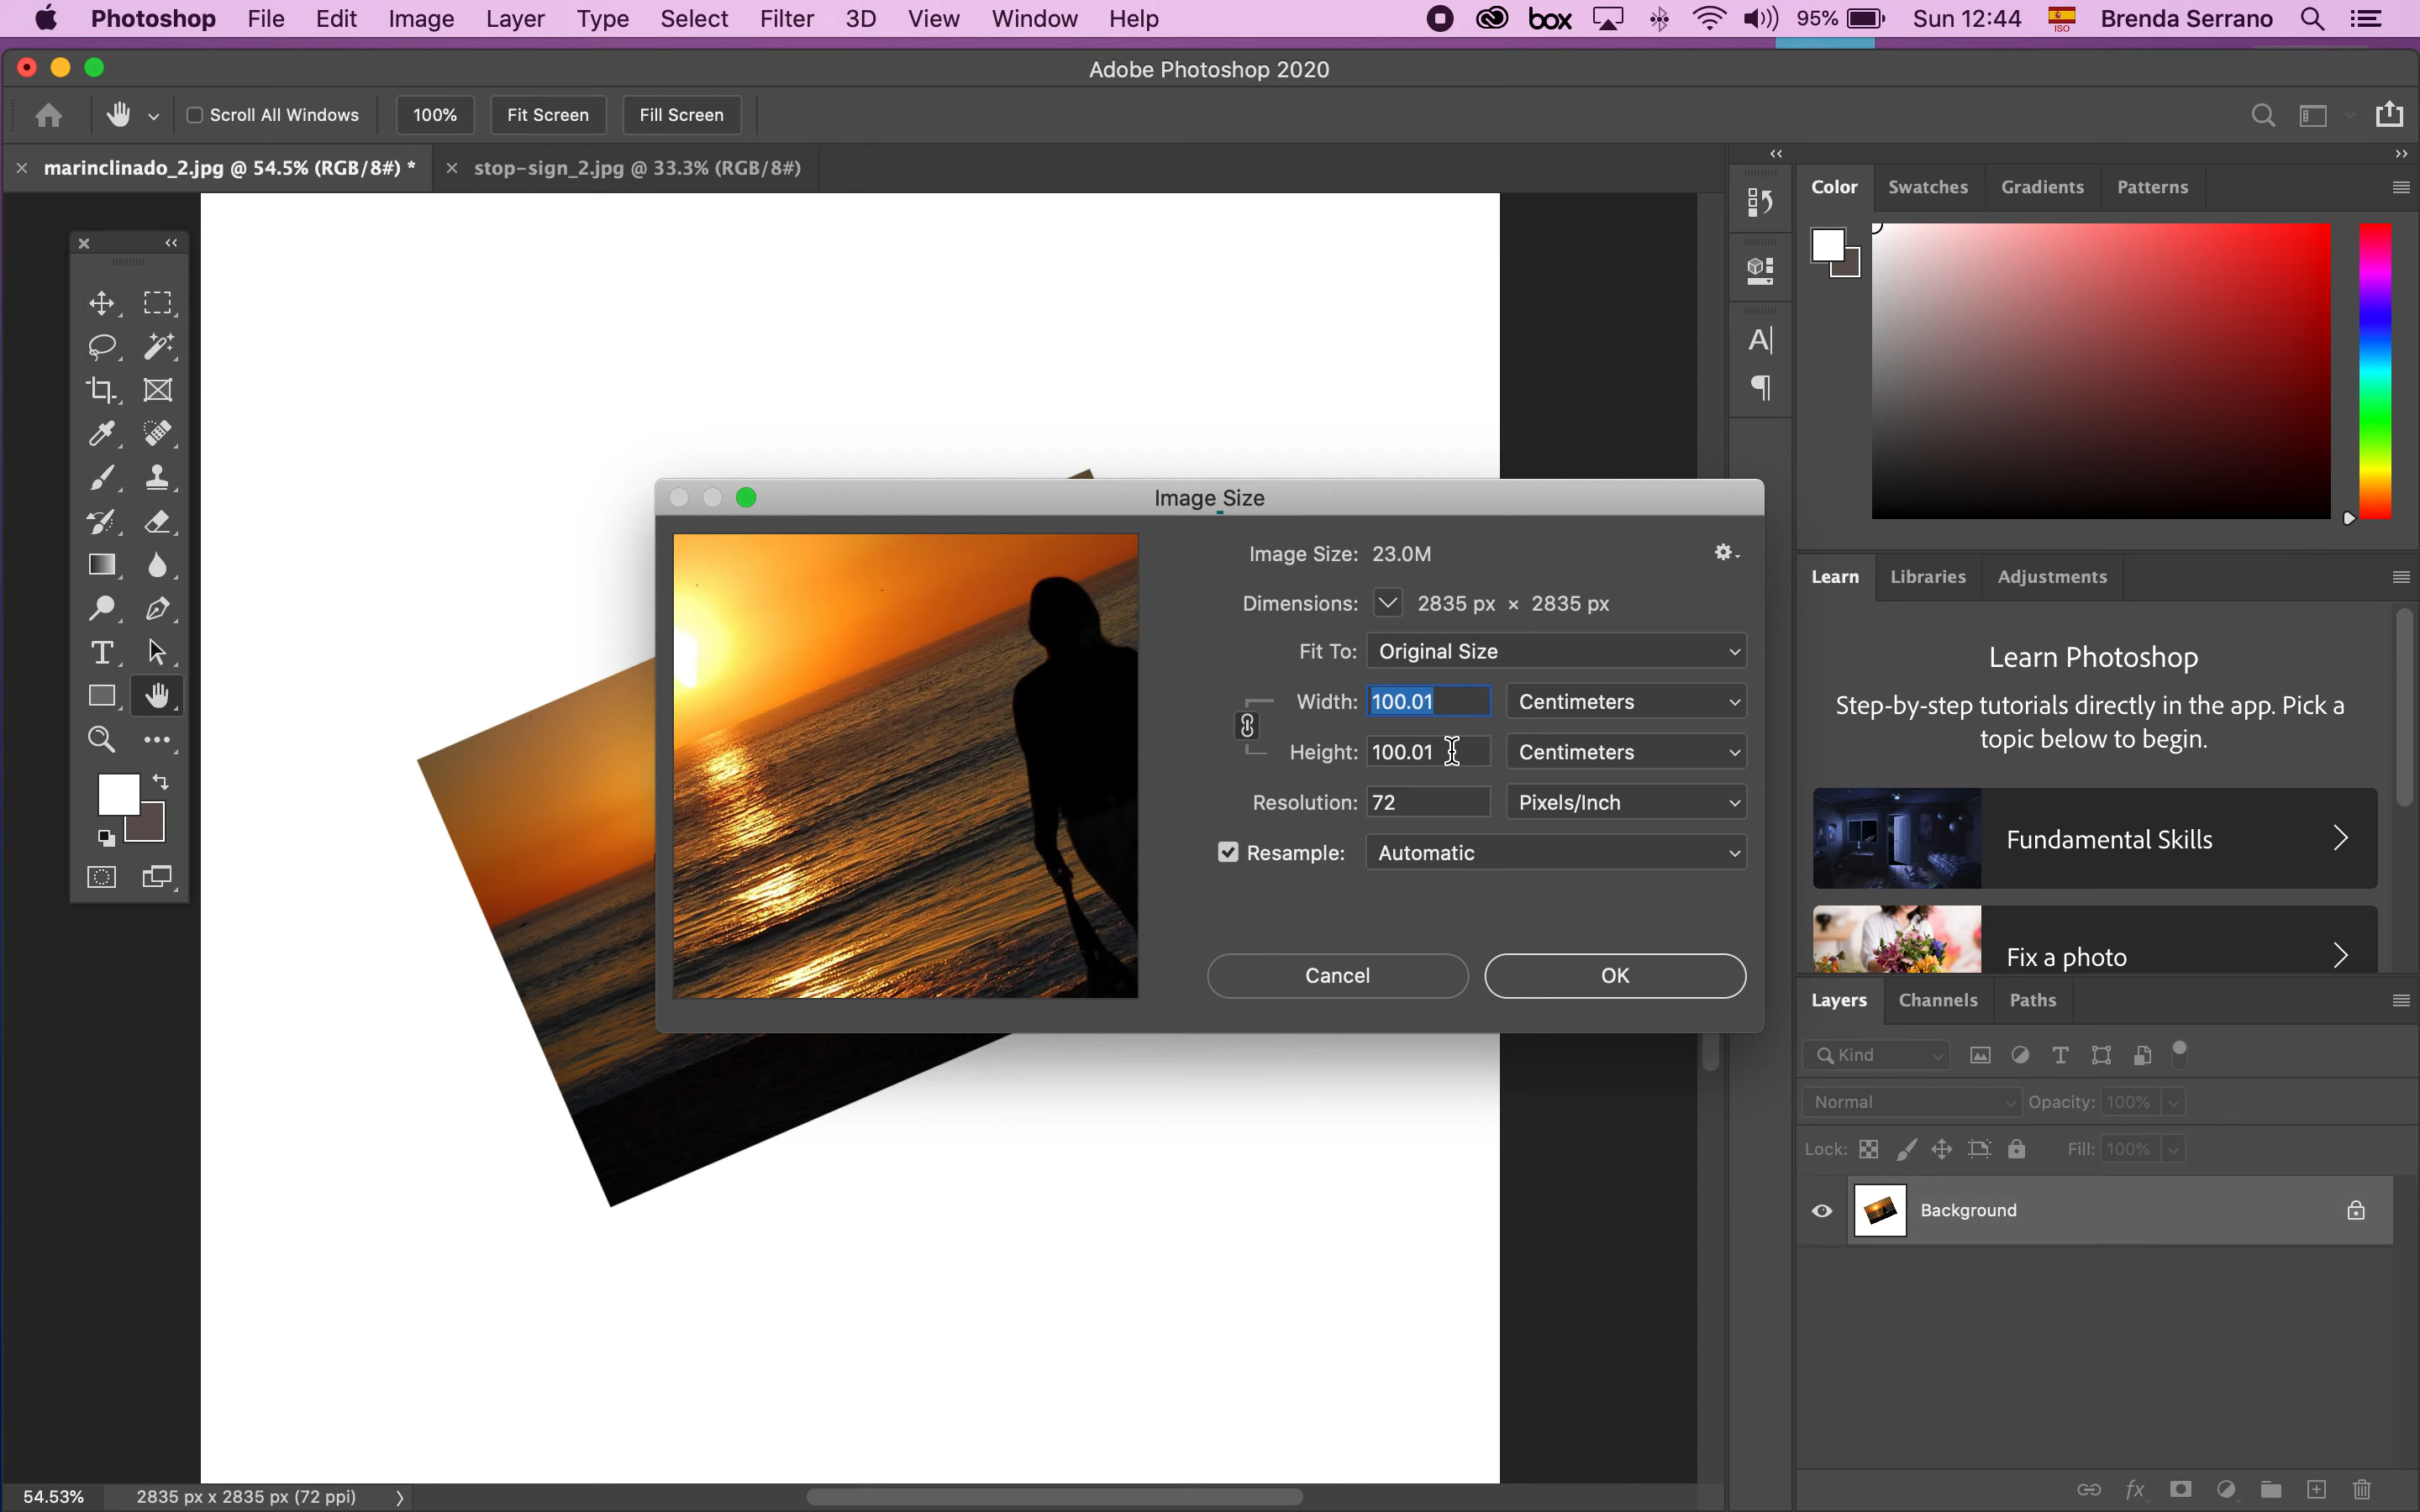 Photoshop File Edit Image Layer Type Select Filter 3D View Window Help box 95% Sun 12:44 ISO Brenda Serrano
Adobe Photoshop 2020
Scroll All Windows 100% Fit Screen Fill Screen
marinclinado_2.jpg @ 54.5% (RGB/8#) * stop-sign_2.jpg @ 33.3% (RGB/8#)
Color Swatches Gradients Patterns
Image Size
Image Size: 23.0M
Dimensions: 2835 px × 2835 px
Fit To: Original Size
Width: 100.01 Centimeters
Height: 100.01 Centimeters
Resolution: 72 Pixels/Inch
Resample: Automatic
Cancel OK
Learn Libraries Adjustments
Learn Photoshop
Step-by-step tutorials directly in the app. Pick a
topic below to begin.
Fundamental Skills
Fix a photo
Layers Channels Paths
Kind
Normal Opacity: 100%
Lock: Fill: 100%
Background
54.53% 2835 px x 2835 px (72 ppi)